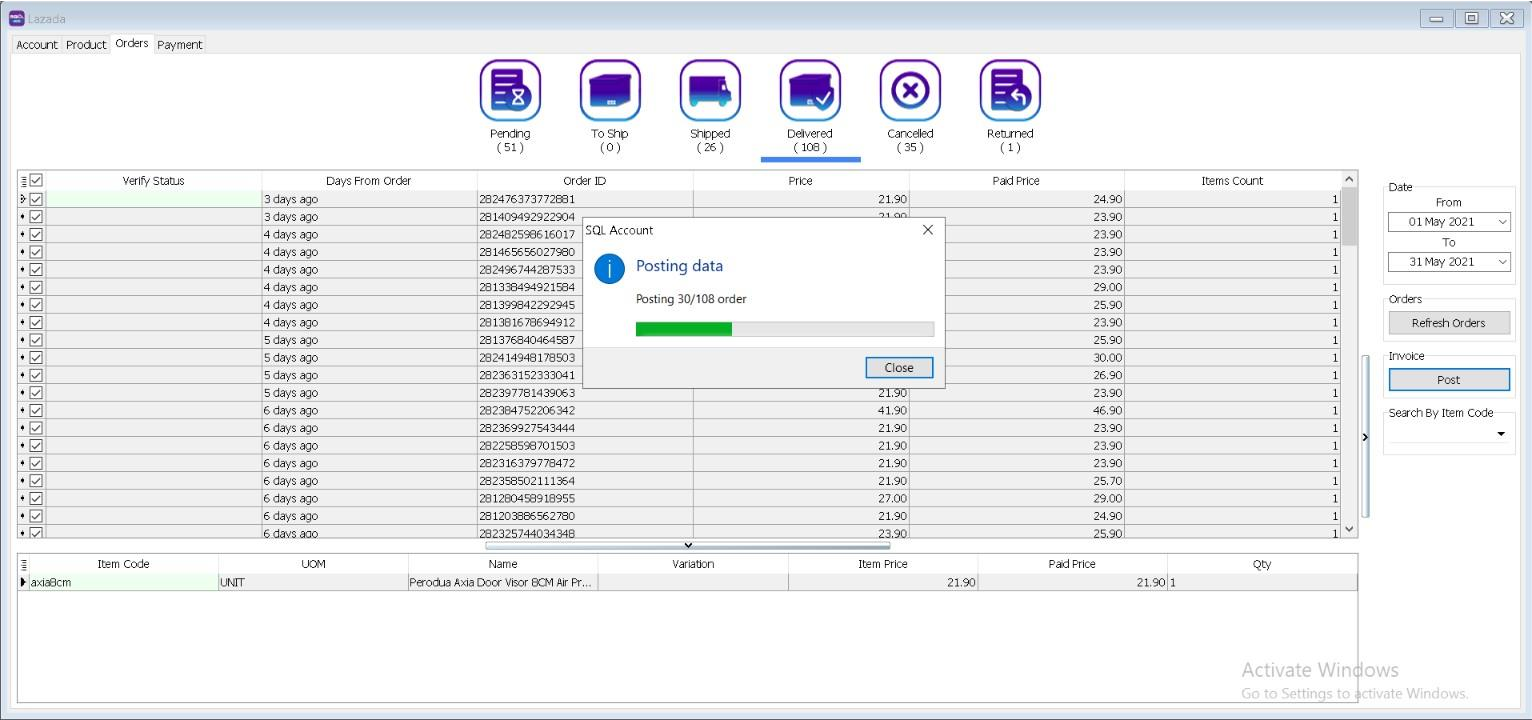 Lazada
Account Product Orders Payment
Pending To Ship Shipped Delivered Cancelled Returned
( 51 ) ( 0 ) ( 26 ) ( 108 ) ( 35 ) ( 1 )
Verify Status Days From Order Order ID Price Paid Price Items Count
3 days ago 282476373772881 21.90 24.90 1
3 days ago 281409492922904 21.90 23.90 1
4 days ago 282482598616017 23.90 1
4 days ago 281465656027980 23.90 1
4 days ago 282496744287533 23.90 1
4 days ago 281338494921584 29.00 1
4 days ago 281399842292945 25.90 1
4 days ago 281381678694912 23.90 1
5 days ago 281376840464587 25.90 1
5 days ago 282414948178503 30.00 1
5 days ago 282363152333041 26.90 1
5 days ago 282397781439063 21.90 23.90 1
6 days ago 282384752206342 41.90 46.90 1
6 days ago 282369927543444 21.90 23.90 1
6 days ago 282258598701503 21.90 23.90 1
6 days ago 282316379778472 21.90 23.90 1
6 days ago 282358502111364 21.90 25.70 1
6 days ago 281280458918955 27.00 29.00 1
6 days ago 281203886562780 21.90 24.90 1
6 days ago 282325744034348 23.90 25.90 1
SQL Account
Posting data
Posting 30/108 order
Close
Date
From
01 May 2021
To
31 May 2021
Orders
Refresh Orders
Invoice
Post
Search By Item Code
Item Code UOM Name Variation Item Price Paid Price Qty
axia8cm UNIT Perodua Axia Door Visor 8CM Air Pr... 21.90 21.90 1
Activate Windows
Go to Settings to activate Windows.